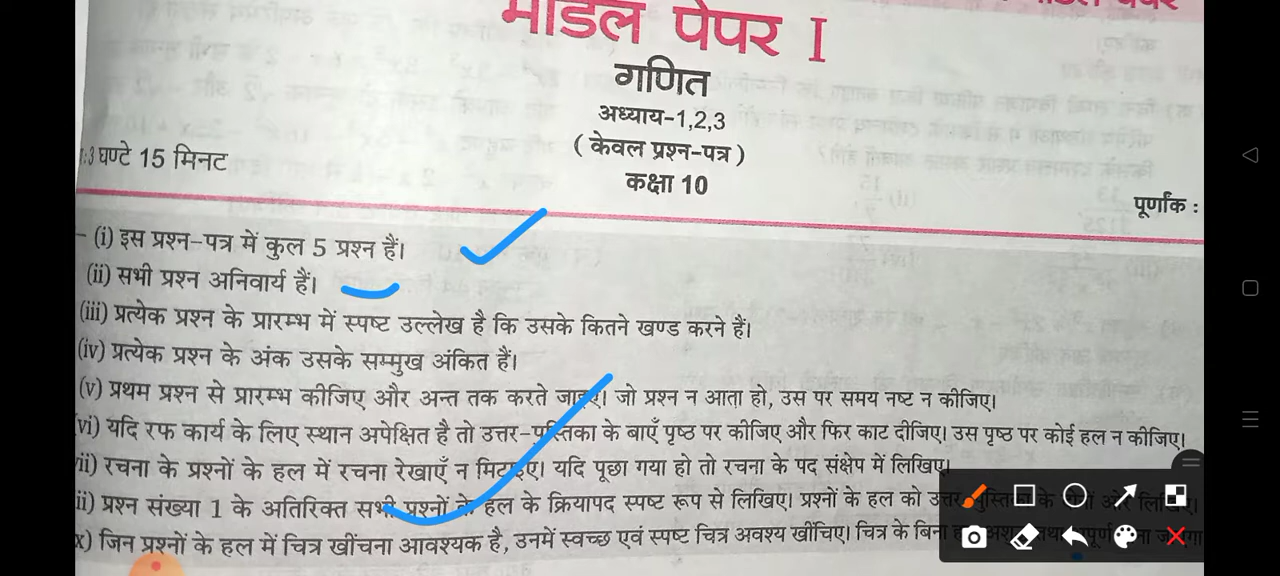 मॉडल पेपर I
गणित
अध्याय-1,2,3
( केवल प्रश्न-पत्र )
:3 घण्टे 15 मिनट
कक्षा 10
पूर्णांक :
– (i) इस प्रश्न-पत्र में कुल 5 प्रश्न हैं।
(ii) सभी प्रश्न अनिवार्य हैं।
(iii) प्रत्येक प्रश्न के प्रारम्भ में स्पष्ट उल्लेख है कि उसके कितने खण्ड करने हैं।
(iv) प्रत्येक प्रश्न के अंक उसके सम्मुख अंकित हैं।
(v) प्रथम प्रश्न से प्रारम्भ कीजिए और अन्त तक करते जाइए। जो प्रश्न न आता हो, उस पर समय नष्ट न कीजिए।
vi) यदि रफ कार्य के लिए स्थान अपेक्षित है तो उत्तर-पुस्तिका के बाएँ पृष्ठ पर कीजिए और फिर काट दीजिए। उस पृष्ठ पर कोई हल न कीजिए।
ii) रचना के प्रश्नों के हल में रचना रेखाएँ न मिटाइए। यदि पूछा गया हो तो रचना के पद संक्षेप में लिखिए।
ii) प्रश्न संख्या 1 के अतिरिक्त सभी प्रश्नों के हल के क्रियापद स्पष्ट रूप से लिखिए। प्रश्नों के हल को
x) जिन प्रश्नों के हल में चित्र खींचना आवश्यक है, उनमें स्वच्छ एवं स्पष्ट चित्र अवश्य खींचिए। चित्र के बिना